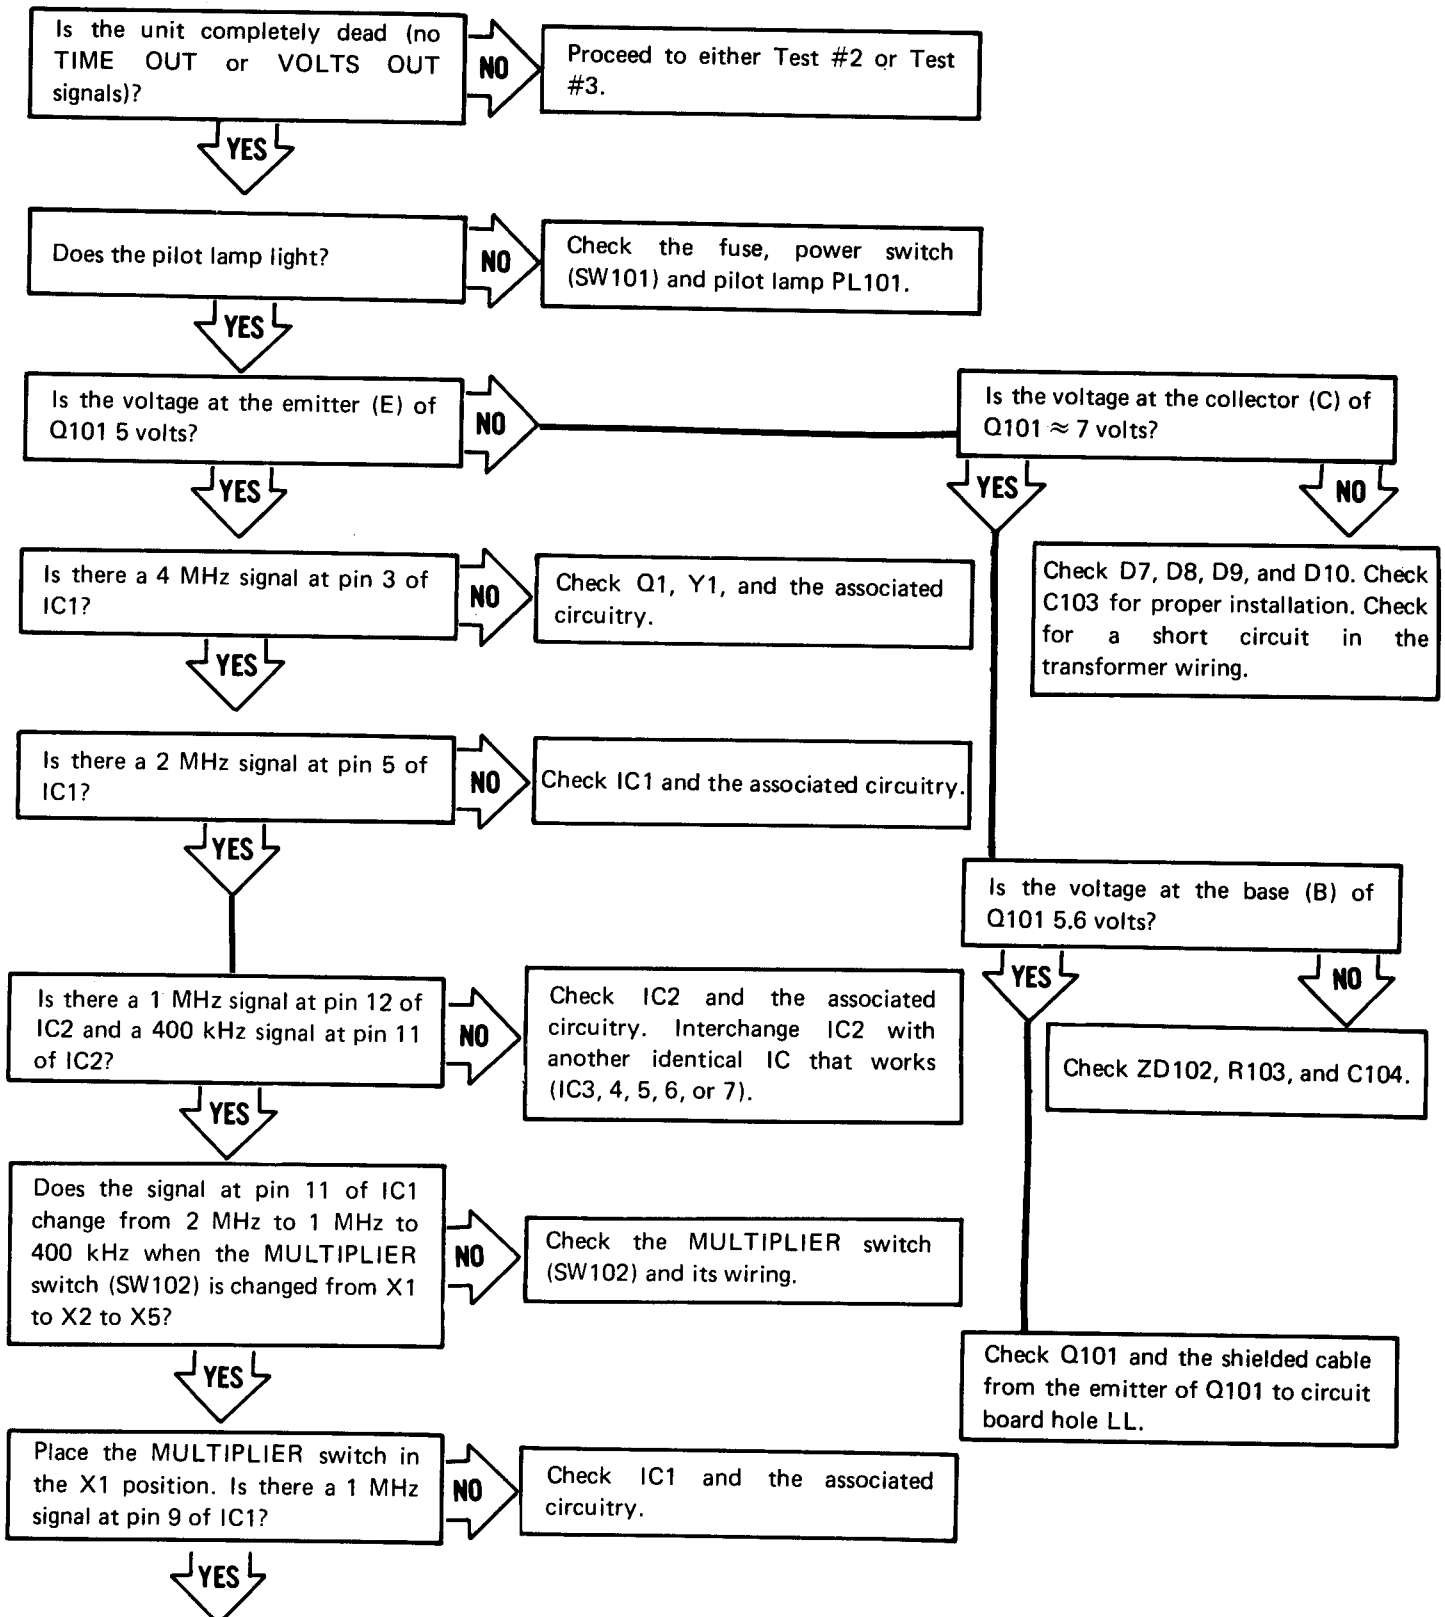 Is the unit completely dead (no
TIME OUT or VOLTS OUT
signals)?
NO
Proceed to either Test #2 or Test
#3.
YES
Does the pilot lamp light?
NO
Check the fuse, power switch
(SW101) and pilot lamp PL101.
YES
Is the voltage at the emitter (E) of
Q101 5 volts?
NO
Is the voltage at the collector (C) of
Q101 ≈ 7 volts?
YES
YES
NO
Is there a 4 MHz signal at pin 3 of
IC1?
NO
Check Q1, Y1, and the associated
circuitry.
Check D7, D8, D9, and D10. Check
C103 for proper installation. Check
for a short circuit in the
transformer wiring.
YES
Is there a 2 MHz signal at pin 5 of
IC1?
NO
Check IC1 and the associated circuitry.
YES
Is the voltage at the base (B) of
Q101 5.6 volts?
YES
NO
Is there a 1 MHz signal at pin 12 of
IC2 and a 400 kHz signal at pin 11
of IC2?
NO
Check IC2 and the associated
circuitry. Interchange IC2 with
another identical IC that works
(IC3, 4, 5, 6, or 7).
Check ZD102, R103, and C104.
YES
Does the signal at pin 11 of IC1
change from 2 MHz to 1 MHz to
400 kHz when the MULTIPLIER
switch (SW102) is changed from X1
to X2 to X5?
NO
Check the MULTIPLIER switch
(SW102) and its wiring.
YES
Check Q101 and the shielded cable
from the emitter of Q101 to circuit
board hole LL.
Place the MULTIPLIER switch in
the X1 position. Is there a 1 MHz
signal at pin 9 of IC1?
NO
Check IC1 and the associated
circuitry.
YES